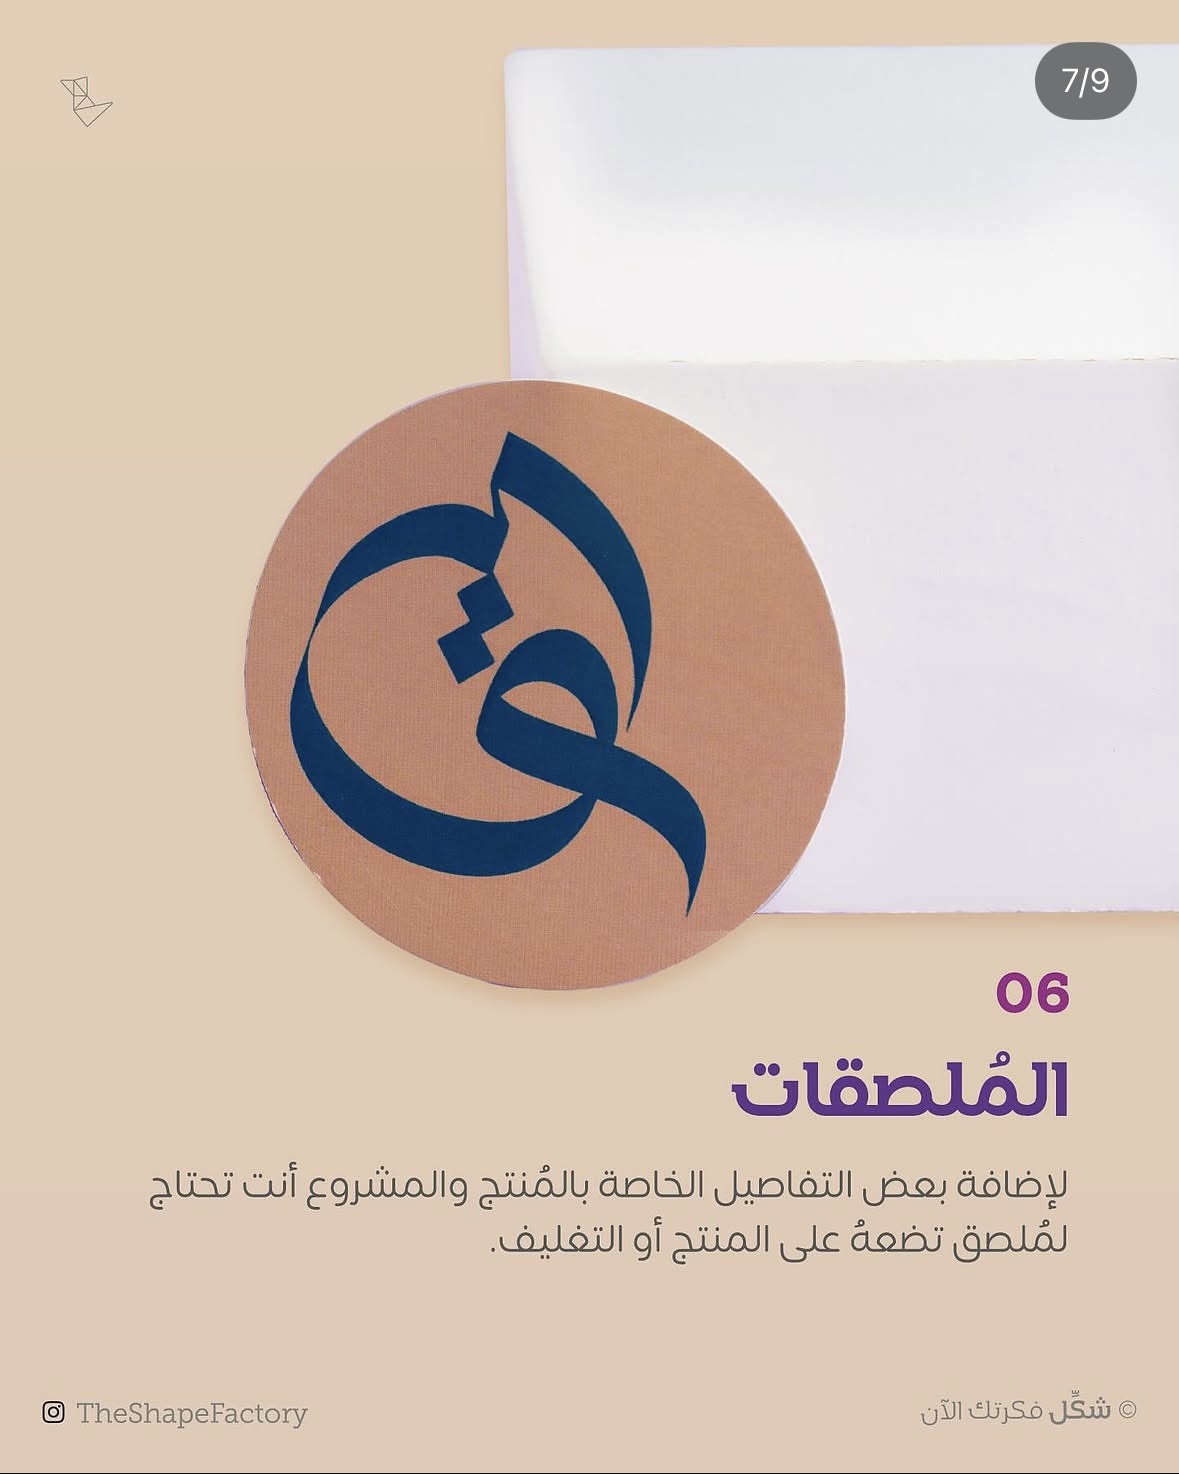 7/9
06
المُلصقات
لإضافة بعض التفاصيل الخاصة بالمُنتج والمشروع أنت تحتاج
لمُلصق تضعهُ على المنتج أو التغليف.
© شكِّل فكرتك الآن
TheShapeFactory